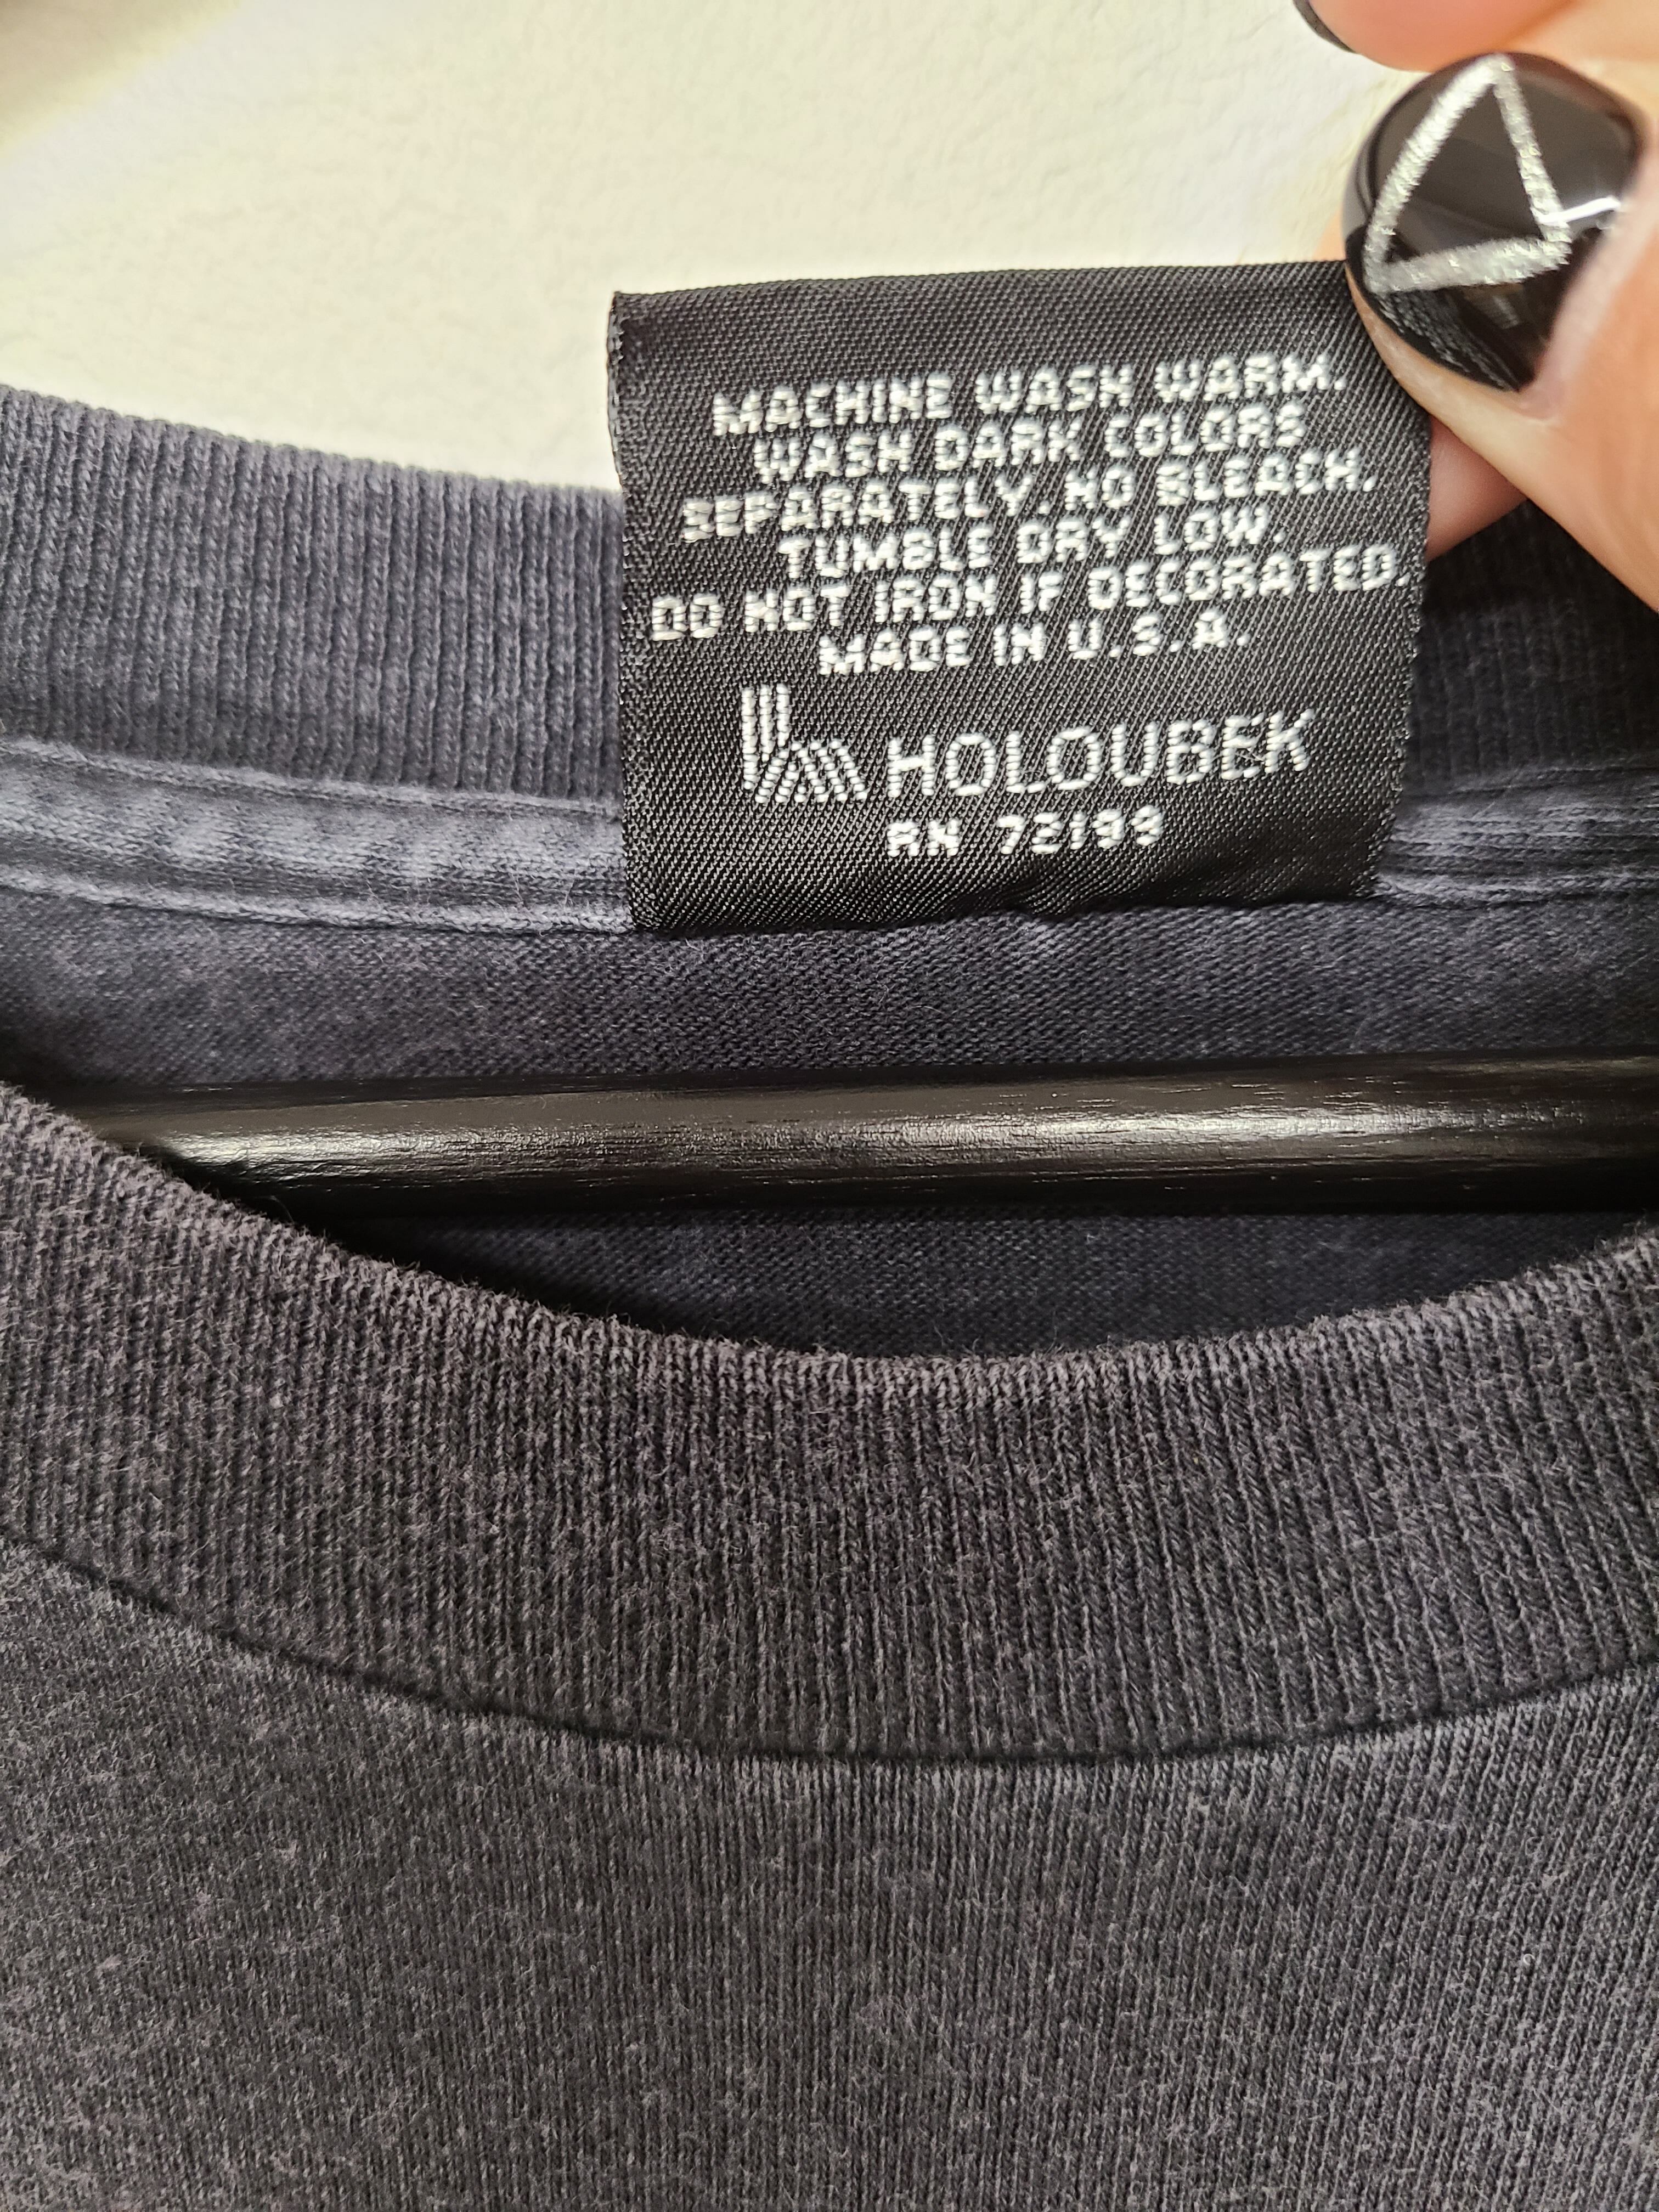 MACHINE WASH WARM.
WASH DARK COLORS
SEPARATELY. NO BLEACH.
TUMBLE DRY LOW.
DO NOT IRON IF DECORATED.
MADE IN U.S.A.
HOLOUBEK
RN 72199